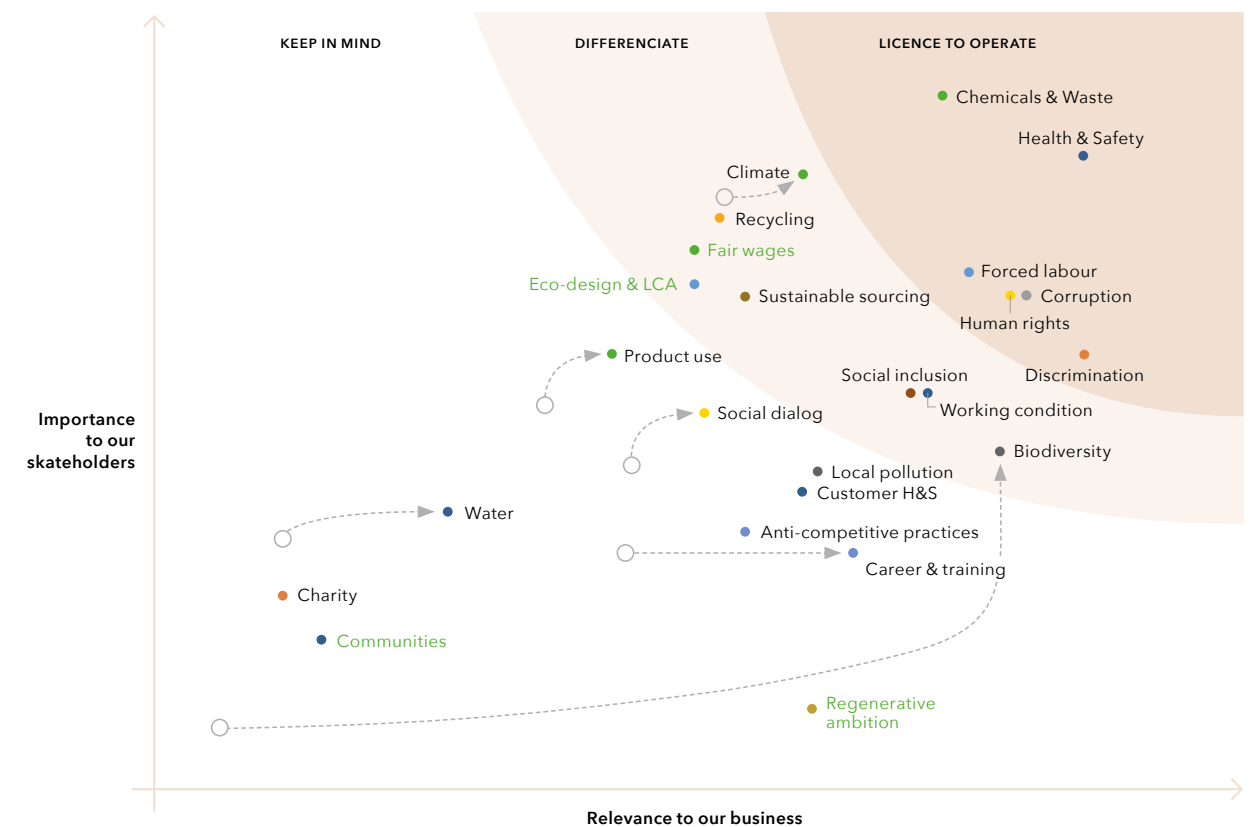 KEEP IN MIND
DIFFERENCIATE
LICENCE TO OPERATE
Chemicals & Waste
Health & Safety
Climate
Recycling
Fair wages
Eco-design & LCA
Sustainable sourcing
Forced labour
Corruption
Human rights
Product use
Discrimination
Social inclusion
Working condition
Social dialog
Importance
to our
skateholders
Biodiversity
Local pollution
Customer H&S
Water
Anti-competitive practices
Career & training
Charity
Communities
Regenerative
ambition
Relevance to our business